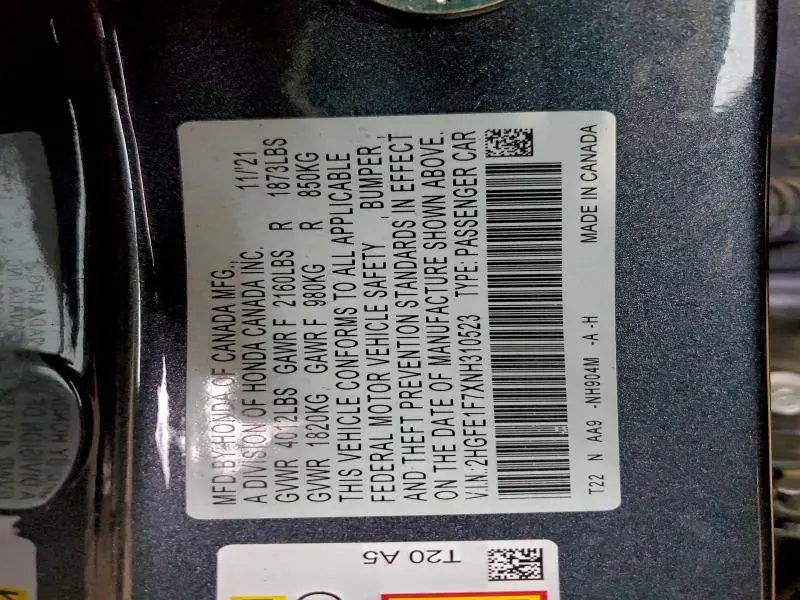 MFD.BY HONDA OF CANADA MFG., 11/'21
A DIVISION OF HONDA CANADA INC.
GVWR 4012LBS GAWR F 2160LBS R 1873LBS
GVWR 1820KG GAWR F 980KG R 850KG
THIS VEHICLE CONFORMS TO ALL APPLICABLE
FEDERAL MOTOR VEHICLE SAFETY , BUMPER ,
AND THEFT PREVENTION STANDARDS IN EFFECT
ON THE DATE OF MANUFACTURE SHOWN ABOVE.
V.I.N.:2HGFE1F7XNH310523 TYPE: PASSENGER CAR
T22 N AA9 -NH904M -A -H MADE IN CANADA
T20 A5